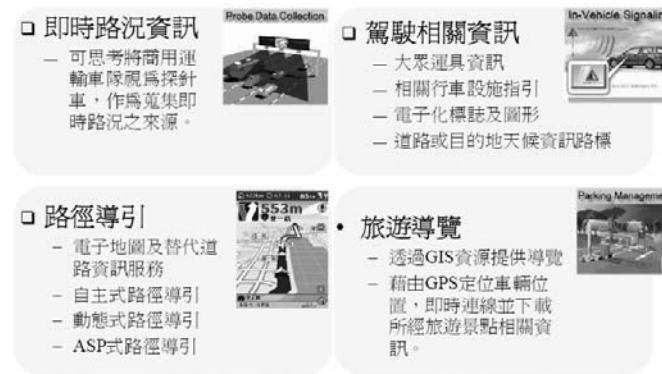 Probe Data Collection
即時路況資訊
– 可思考將商用運
輸車隊視為探針
車，作為蒐集即
時路況之來源。
In-Vehicle Signalin
駕駛相關資訊
– 大眾運具資訊
– 相關行車設施指引
– 電子化標誌及圖形
– 道路或目的地天候資訊路標
553m
路徑導引
– 電子地圖及替代道
路資訊服務
– 自主式路徑導引
– 動態式路徑導引
– ASP式路徑導引
Parking Manageme
• 旅遊導覽
– 透過GIS資源提供導覽
– 藉由GPS定位車輛位
置，即時連線並下載
所經旅遊景點相關資
訊。